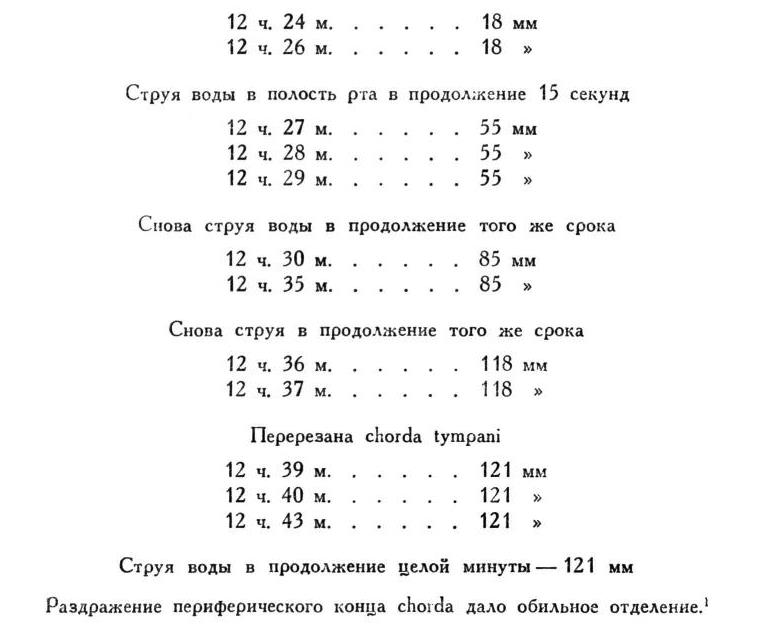 12 ч. 24 м. . . . . . 18 мм
12 ч. 26 м. . . . . . 18 »
Струя воды в полость рта в продолжение 15 секунд
12 ч. 27 м. . . . . . 55 мм
12 ч. 28 м. . . . . . 55 »
12 ч. 29 м. . . . . . 55 »
Снова струя воды в продолжение того же срока
12 ч. 30 м. . . . . . 85 мм
12 ч. 35 м. . . . . . 85 »
Снова струя в продолжение того же срока
12 ч. 36 м. . . . . . 118 мм
12 ч. 37 м. . . . . . 118 »
Перерезана chorda tympani
12 ч. 39 м. . . . . . 121 мм
12 ч. 40 м. . . . . . 121 »
12 ч. 43 м. . . . . . 121 »
Струя воды в продолжение целой минуты — 121 мм
Раздражение периферического конца chorda дало обильное отделение.¹